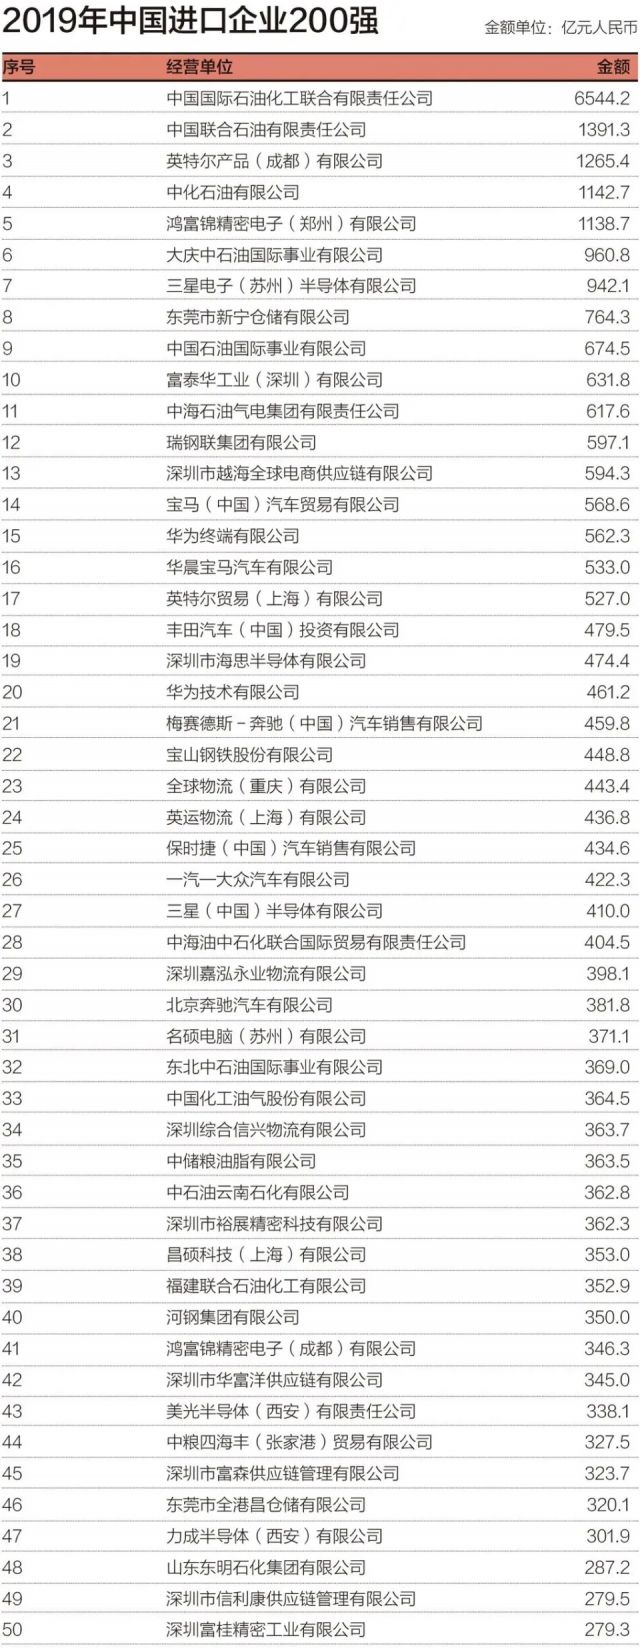 2019年中国进口企业200强 金额单位：亿元人民币
序号 经营单位 金额
1 中国国际石油化工联合有限责任公司 6544.2
2 中国联合石油有限责任公司 1391.3
3 英特尔产品（成都）有限公司 1265.4
4 中化石油有限公司 1142.7
5 鸿富锦精密电子（郑州）有限公司 1138.7
6 大庆中石油国际事业有限公司 960.8
7 三星电子（苏州）半导体有限公司 942.1
8 东莞市新宁仓储有限公司 764.3
9 中国石油国际事业有限公司 674.5
10 富泰华工业（深圳）有限公司 631.8
11 中海石油气电集团有限责任公司 617.6
12 瑞钢联集团有限公司 597.1
13 深圳市越海全球电商供应链有限公司 594.3
14 宝马（中国）汽车贸易有限公司 568.6
15 华为终端有限公司 562.3
16 华晨宝马汽车有限公司 533.0
17 英特尔贸易（上海）有限公司 527.0
18 丰田汽车（中国）投资有限公司 479.5
19 深圳市海思半导体有限公司 474.4
20 华为技术有限公司 461.2
21 梅赛德斯－奔驰（中国）汽车销售有限公司 459.8
22 宝山钢铁股份有限公司 448.8
23 全球物流（重庆）有限公司 443.4
24 英运物流（上海）有限公司 436.8
25 保时捷（中国）汽车销售有限公司 434.6
26 一汽—大众汽车有限公司 422.3
27 三星（中国）半导体有限公司 410.0
28 中海油中石化联合国际贸易有限责任公司 404.5
29 深圳嘉泓永业物流有限公司 398.1
30 北京奔驰汽车有限公司 381.8
31 名硕电脑（苏州）有限公司 371.1
32 东北中石油国际事业有限公司 369.0
33 中国化工油气股份有限公司 364.5
34 深圳综合信兴物流有限公司 363.7
35 中储粮油脂有限公司 363.5
36 中石油云南石化有限公司 362.8
37 深圳市裕展精密科技有限公司 362.3
38 昌硕科技（上海）有限公司 353.0
39 福建联合石油化工有限公司 352.9
40 河钢集团有限公司 350.0
41 鸿富锦精密电子（成都）有限公司 346.3
42 深圳市华富洋供应链有限公司 345.0
43 美光半导体（西安）有限责任公司 338.1
44 中粮四海丰（张家港）贸易有限公司 327.5
45 深圳市富森供应链管理有限公司 323.7
46 东莞市全港昌仓储有限公司 320.1
47 力成半导体（西安）有限公司 301.9
48 山东东明石化集团有限公司 287.2
49 深圳市信利康供应链管理有限公司 279.5
50 深圳富桂精密工业有限公司 279.3